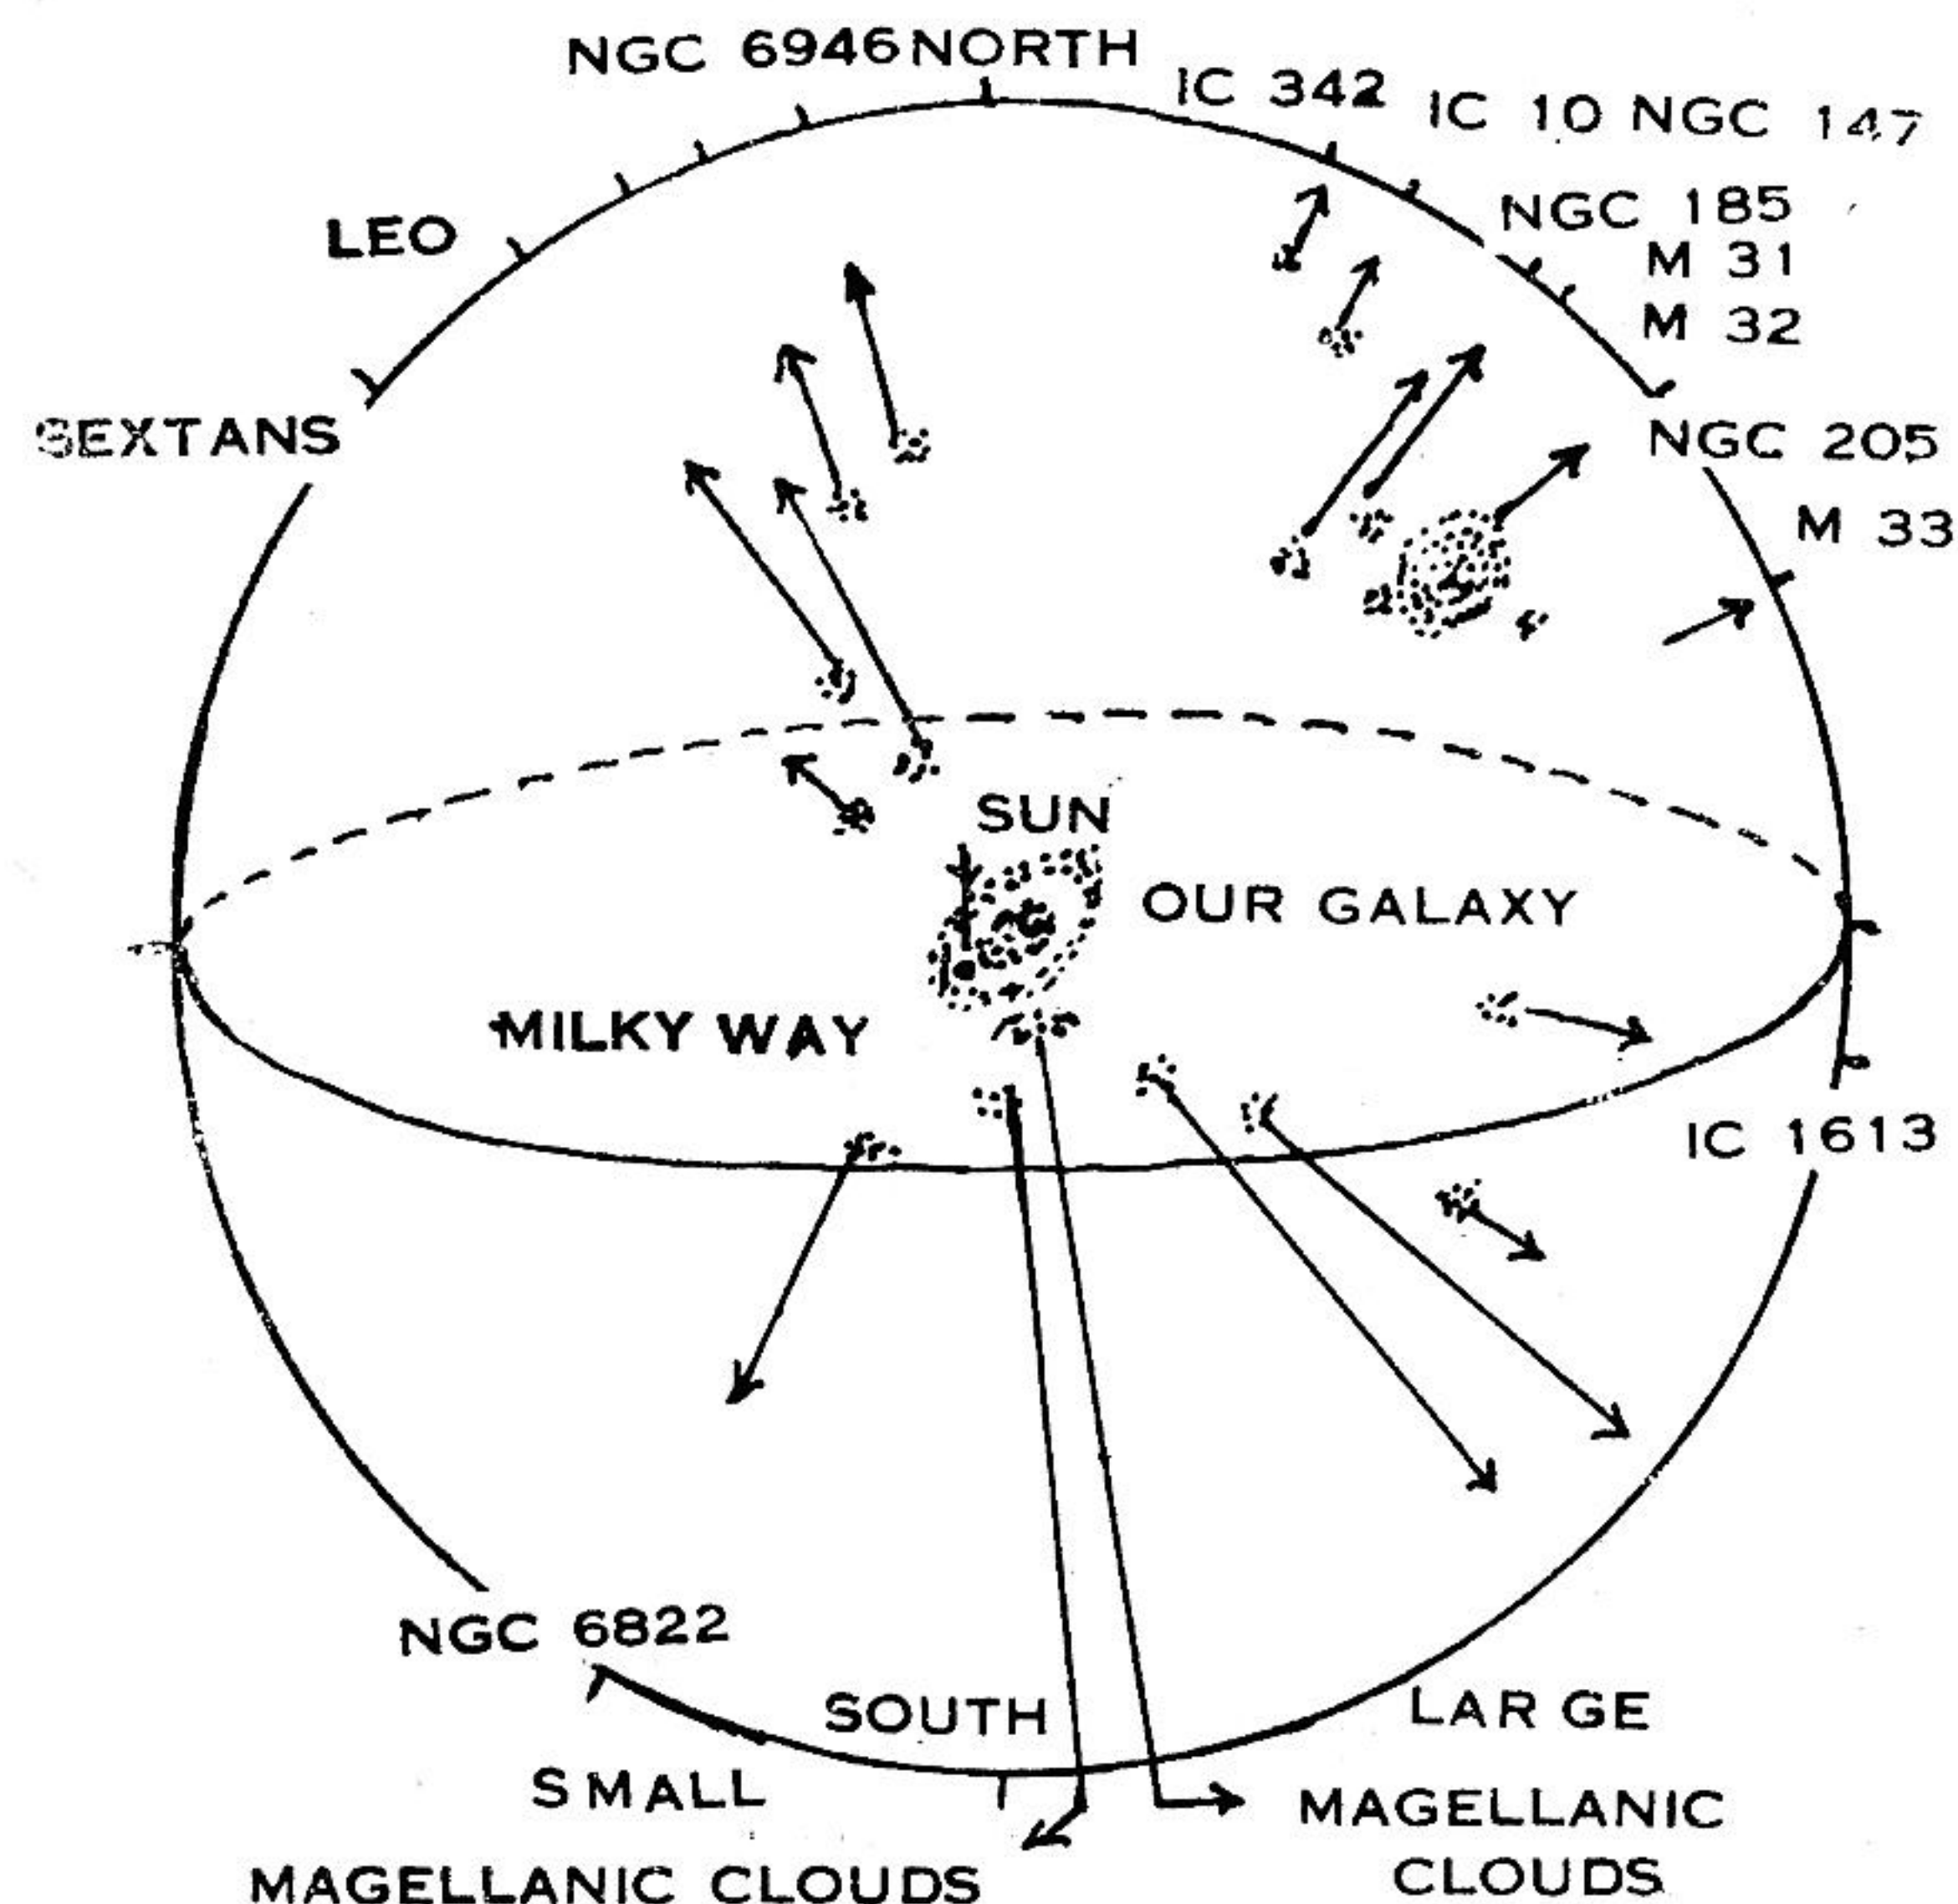 NGC 6946 NORTH
IC 342
IC 10 NGC 147
NGC 185
LEO
M 31
M 32
SEXTANS
NGC 205
M 33
SUN
OUR GALAXY
MILKY WAY
IC 1613
NGC 6822
SOUTH
LARGE
SMALL
MAGELLANIC
MAGELLANIC CLOUDS
CLOUDS